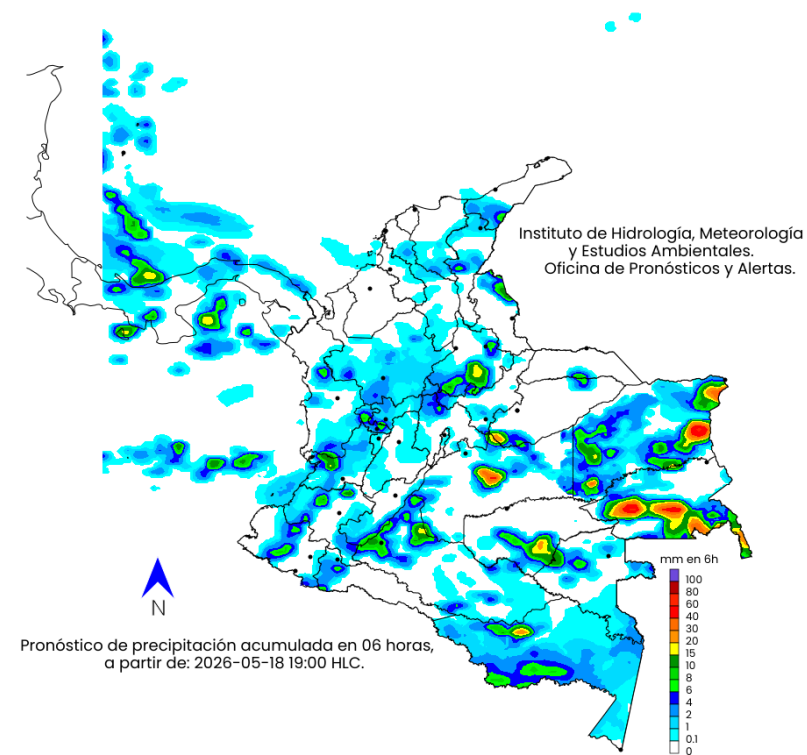 Instituto de Hidrología, Meteorología
y Estudios Ambientales.
Oficina de Pronósticos y Alertas.
mm en 6h
100
80
60
40
30
20
15
10
8
6
4
2
1
0.1
0
N
Pronóstico de precipitación acumulada en 06 horas,
a partir de: 2026-05-18 19:00 HLC.